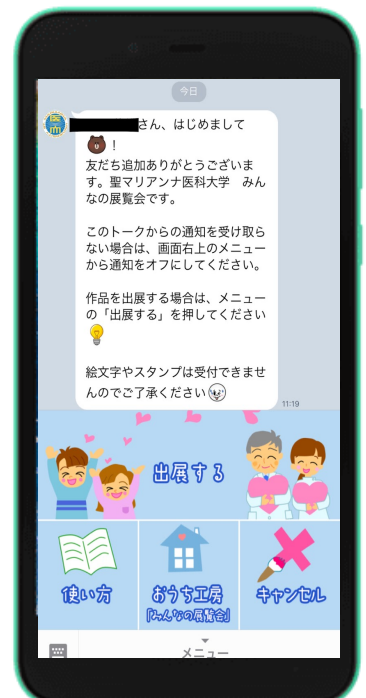 今日
さん、はじめまして
！
友だち追加ありがとうございま
す。聖マリアンナ医科大学　みん
なの展覧会です。
このトークからの通知を受け取ら
ない場合は、画面右上のメニュー
から通知をオフにしてください。
作品を出展する場合は、メニュー
の「出展する」を押してください
絵文字やスタンプは受付できませ
んのでご了承ください
11:19
出展する
使い方
おうち工房
「みんなの展覧会」
キャンセル
メニュー